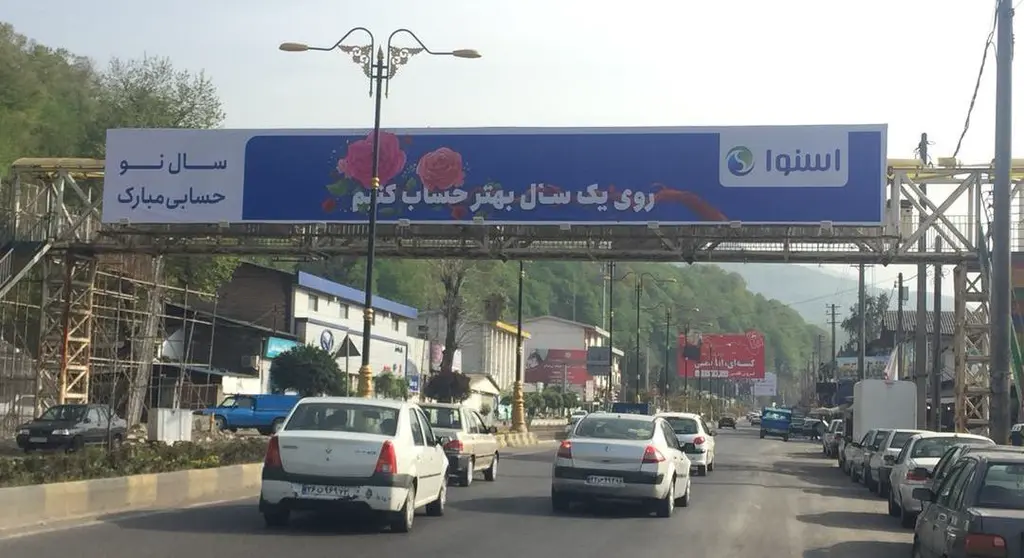 اسنوا
روی یک سال بهتر حساب کنیم
سال نو
حسابی مبارک